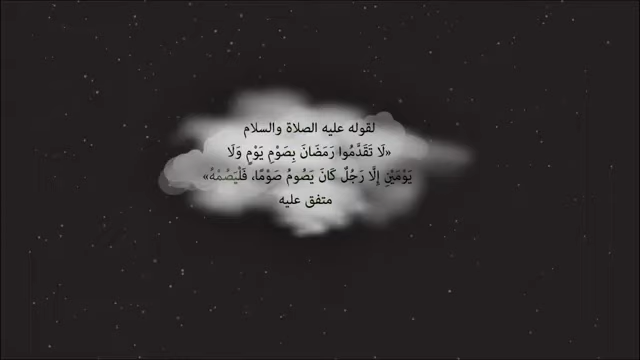 لقوله عليه الصلاة والسلام
«لَا تَقَدَّمُوا رَمَضَانَ بِصَوْمِ يَوْمٍ وَلَا
يَوْمَيْنِ إِلَّا رَجُلٌ كَانَ يَصُومُ صَوْمًا، فَلْيَصُمْهُ»
متفق عليه